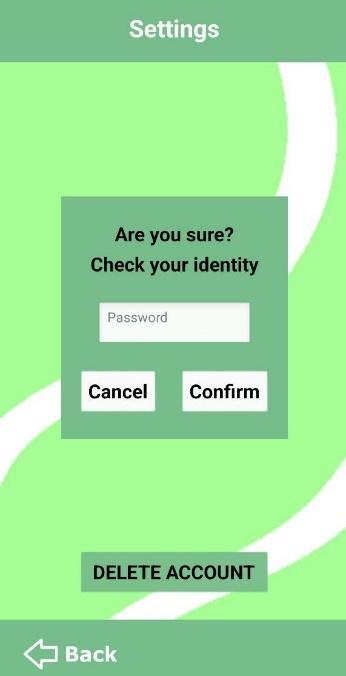 Settings
Are you sure?
Check your identity
Password
Cancel Confirm
DELETE ACCOUNT
Back